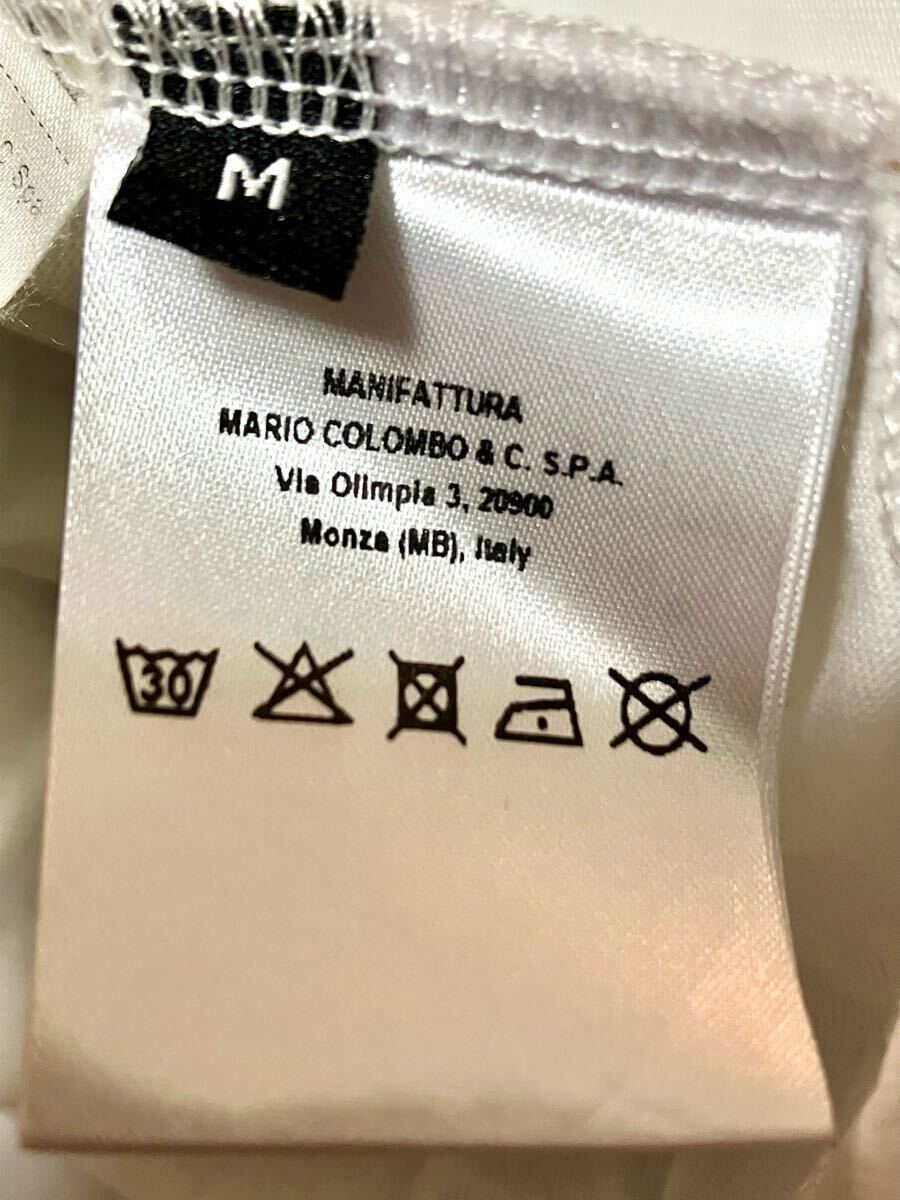 M
MANIFATTURA
MARIO COLOMBO & C. S.P.A.
Via Olimpia 3, 20900
Monza (MB), Italy
30